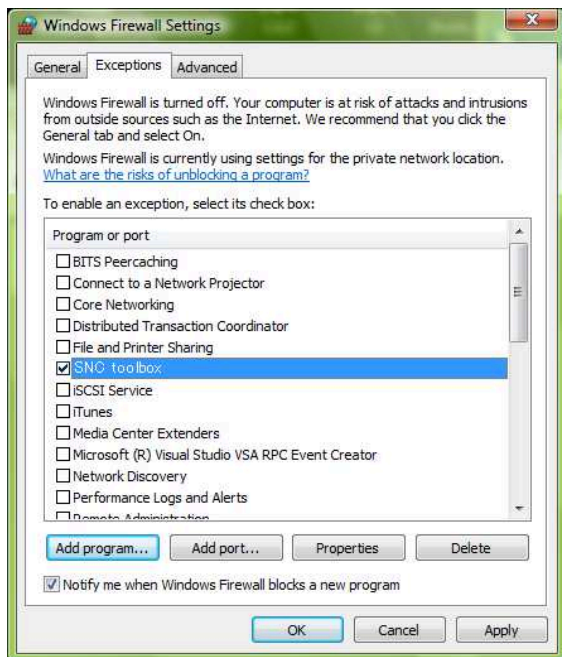 Windows Firewall Settings
General Exceptions Advanced
Windows Firewall is turned off. Your computer is at risk of attacks and intrusions
from outside sources such as the Internet. We recommend that you click the
General tab and select On.
Windows Firewall is currently using settings for the private network location.
What are the risks of unblocking a program?
To enable an exception, select its check box:
Program or port
BITS Peercaching
Connect to a Network Projector
Core Networking
Distributed Transaction Coordinator
File and Printer Sharing
SNC toolbox
iSCSI Service
iTunes
Media Center Extenders
Microsoft (R) Visual Studio VSA RPC Event Creator
Network Discovery
Performance Logs and Alerts
Remote Administration
Add program... Add port... Properties Delete
Notify me when Windows Firewall blocks a new program
OK Cancel Apply